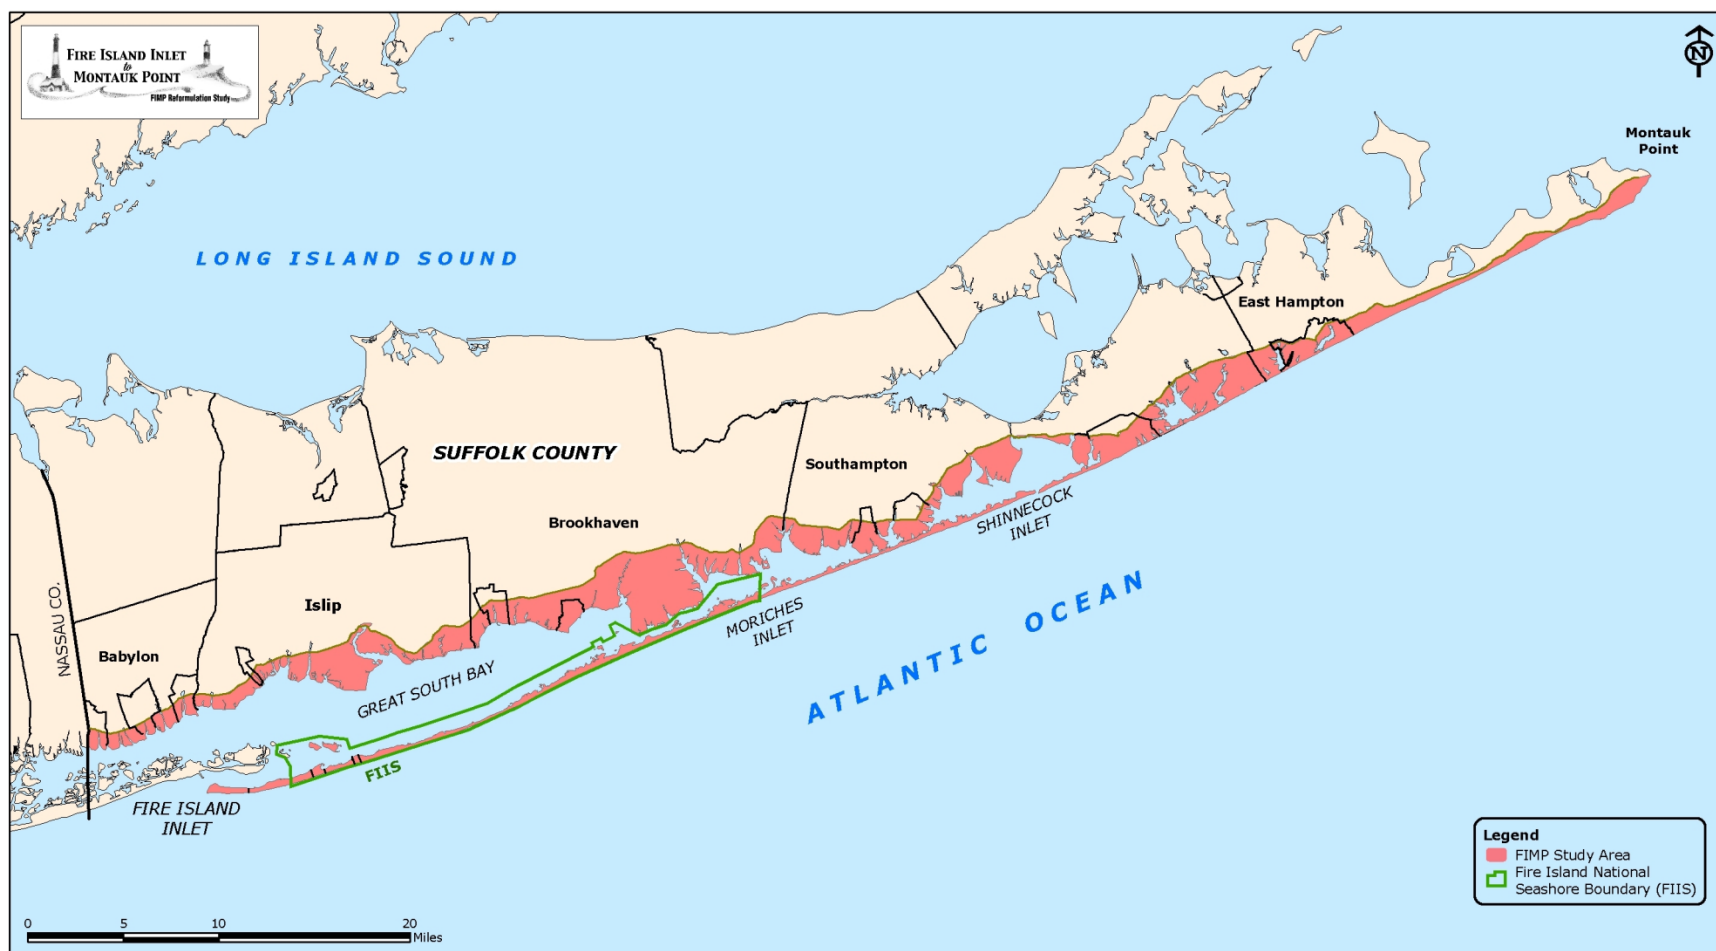 FIRE ISLAND INLET
to
MONTAUK POINT
FIMP Reformulation Study
N
Montauk
Point
LONG ISLAND SOUND
East Hampton
SUFFOLK COUNTY
Southampton
SHINNECOCK
INLET
Brookhaven
NASSAU CO.
Islip
MORICHES
INLET
ATLANTIC OCEAN
Babylon
GREAT SOUTH BAY
FIIS
FIRE ISLAND
INLET
Legend
FIMP Study Area
Fire Island National
Seashore Boundary (FIIS)
0 5 10 20
Miles